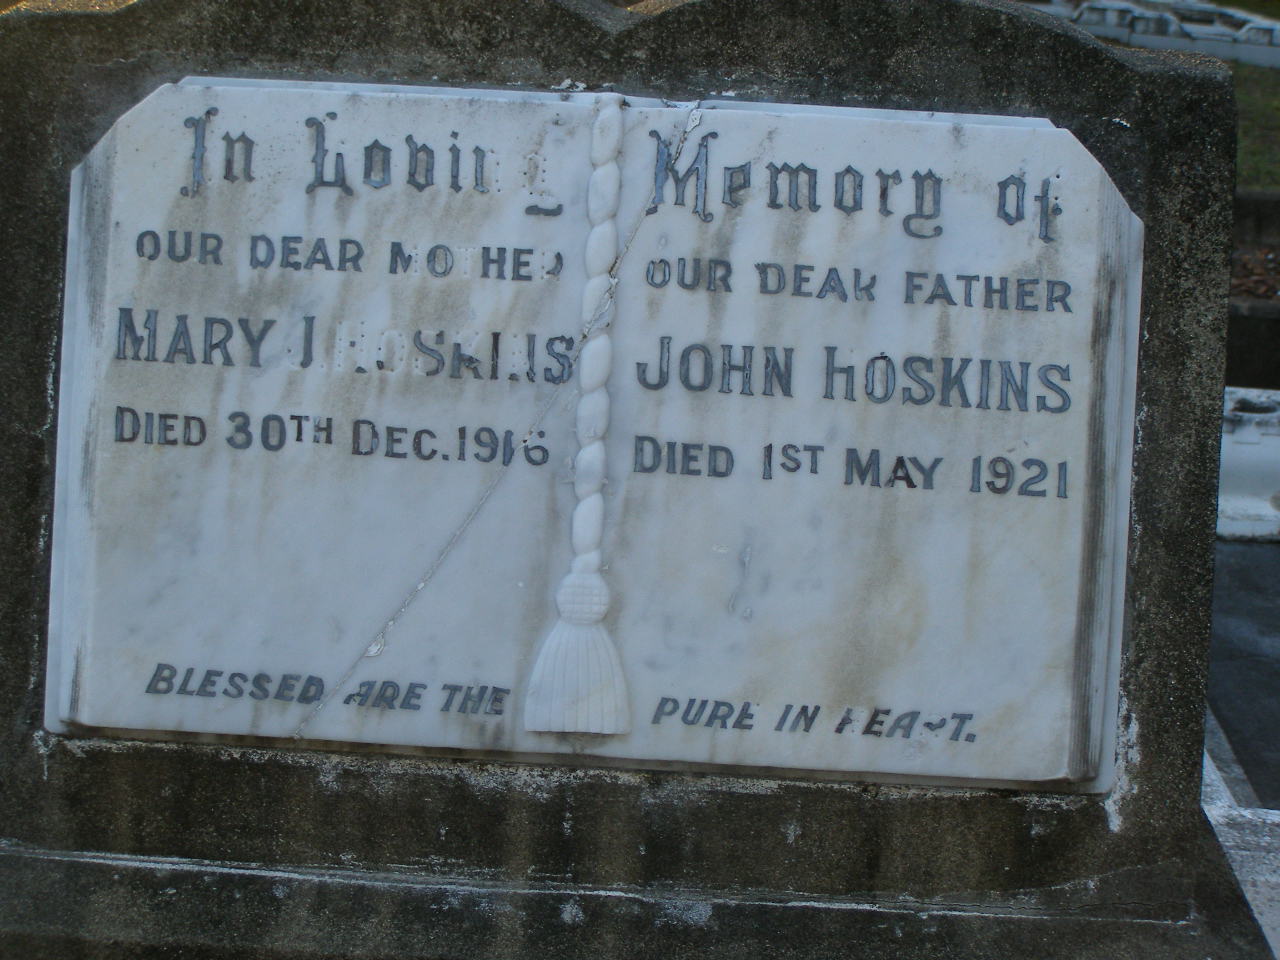 In Loving Memory of
OUR DEAR MOTHER
MARY J HOSKINS
DIED 30TH DEC. 1916
OUR DEAR FATHER
JOHN HOSKINS
DIED 1ST MAY 1921
BLESSED ARE THE PURE IN HEART.